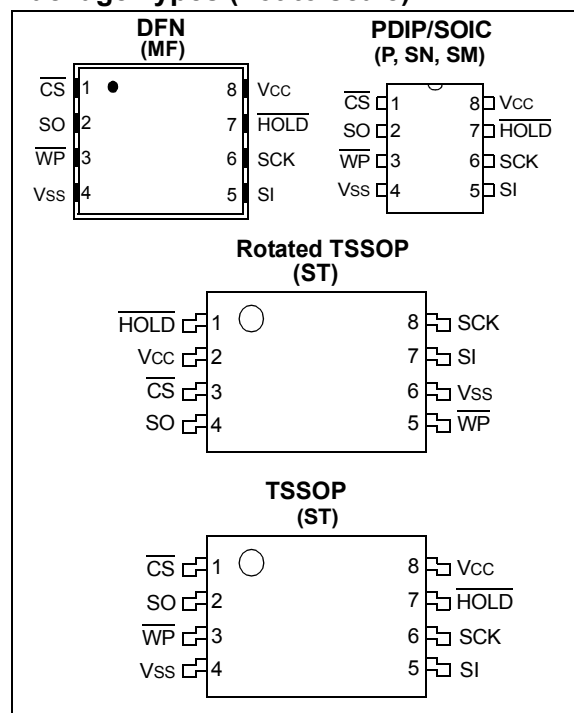 Types
DFN
(MF)
CS 1 8 VCC
SO 2 7 HOLD
WP 3 6 SCK
VSS 4 5 SI
PDIP/SOIC
(P, SN, SM)
CS 1 8 VCC
SO 2 7 HOLD
WP 3 6 SCK
VSS 4 5 SI
Rotated TSSOP
(ST)
HOLD 1 8 SCK
VCC 2 7 SI
CS 3 6 VSS
SO 4 5 WP
TSSOP
(ST)
CS 1 8 VCC
SO 2 7 HOLD
WP 3 6 SCK
VSS 4 5 SI